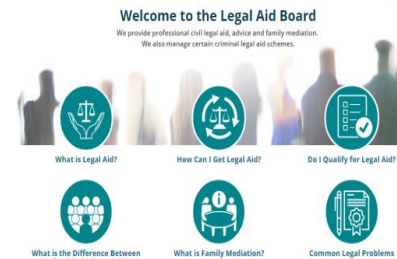 Welcome to the Legal Aid Board
We provide professional civil legal aid, advice and family mediation.
We also manage certain criminal legal aid schemes.
What is Legal Aid?
How Can I Get Legal Aid?
Do I Qualify for Legal Aid?
What is the Difference Between
What is Family Mediation?
Common Legal Problems